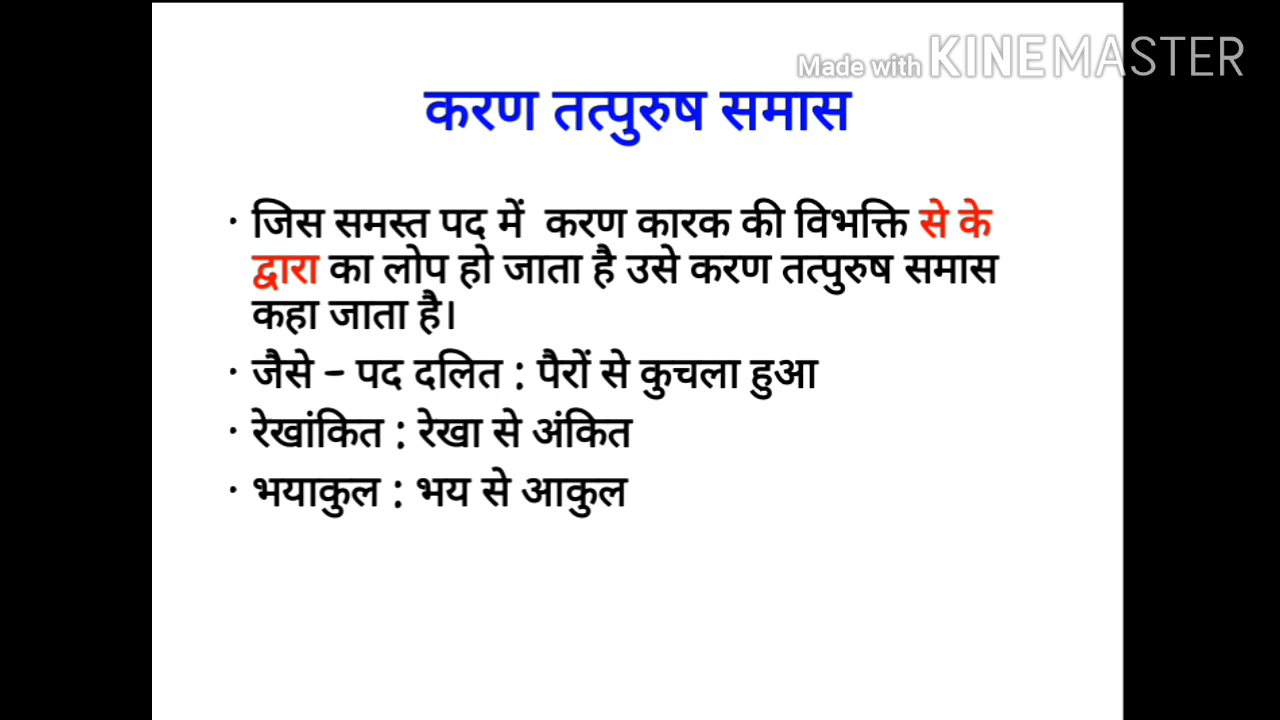 Made with KINEMASTER
करण तत्पुरुष समास
· जिस समस्त पद में करण कारक की विभक्ति से के
द्वारा का लोप हो जाता है उसे करण तत्पुरुष समास
कहा जाता है।
· जैसे – पद दलित : पैरों से कुचला हुआ
· रेखांकित : रेखा से अंकित
· भयाकुल : भय से आकुल